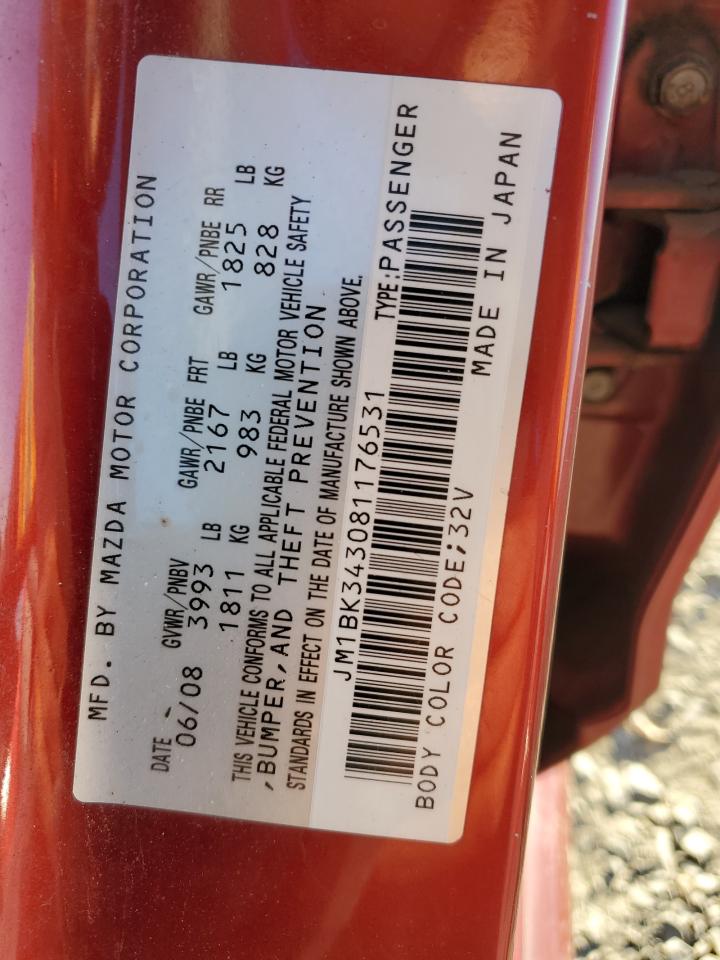 MFD. BY MAZDA MOTOR CORPORATION
DATE GVWR/PNBV GAWR/PNBE FRT GAWR/PNBE RR
06/08 3993 LB 2167 LB 1825 LB
1811 KG 983 KG 828 KG
THIS VEHICLE CONFORMS TO ALL APPLICABLE FEDERAL MOTOR VEHICLE SAFETY
,BUMPER,AND THEFT PREVENTION
STANDARDS IN EFFECT ON THE DATE OF MANUFACTURE SHOWN ABOVE.
JM1BK343081176531 TYPE:PASSENGER
BODY COLOR CODE:32V MADE IN JAPAN